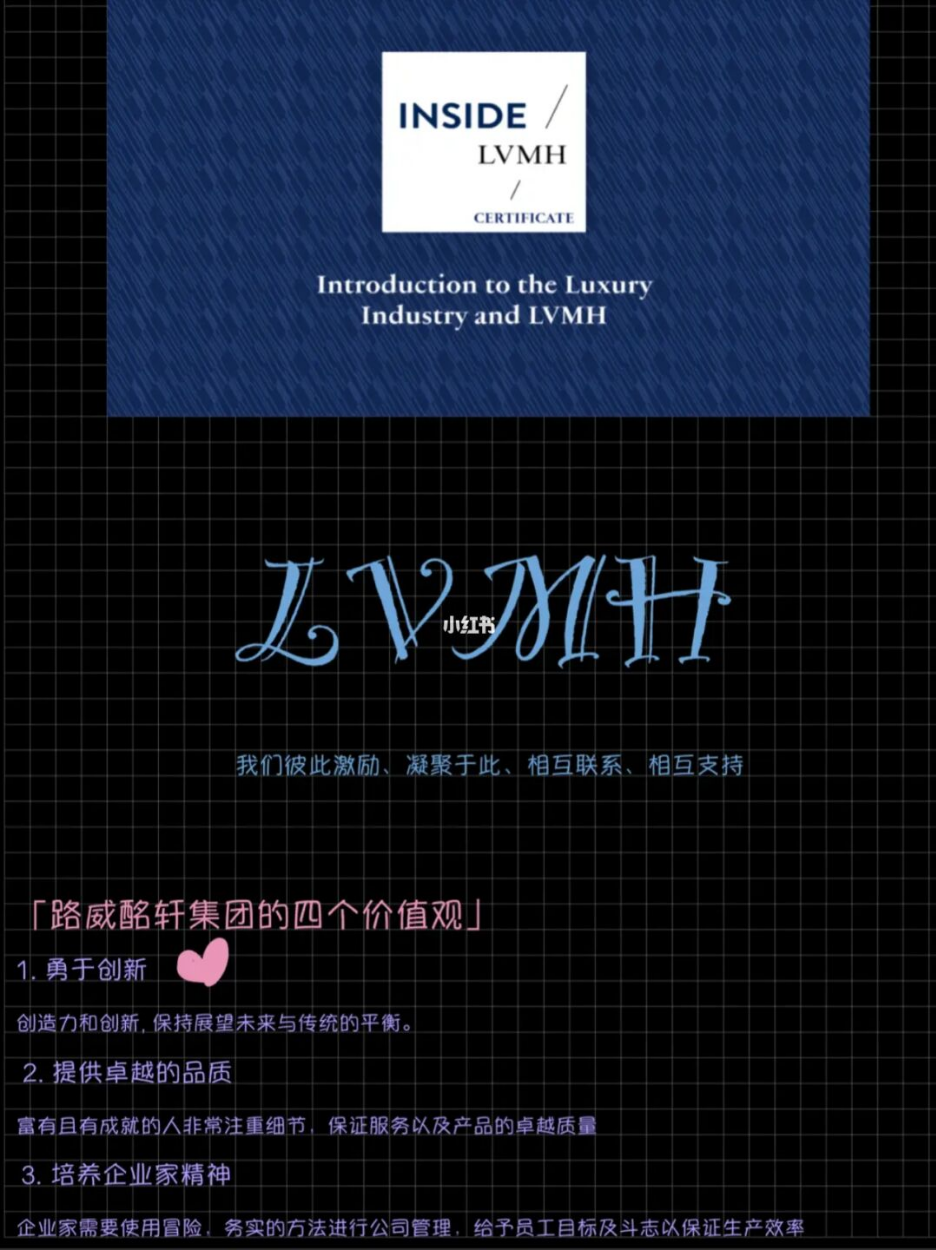 INSIDE
LVMH
CERTIFICATE
Introduction to the Luxury
Industry and LVMH
LVMH
小红书
我们彼此激励、凝聚于此、相互联系、相互支持
「路威酩轩集团的四个价值观」
1. 勇于创新
创造力和创新, 保持展望未来与传统的平衡。
2. 提供卓越的品质
富有且有成就的人非常注重细节，保证服务以及产品的卓越质量
3. 培养企业家精神
企业家需要使用冒险，务实的方法进行公司管理，给予员工目标及斗志以保证生产效率